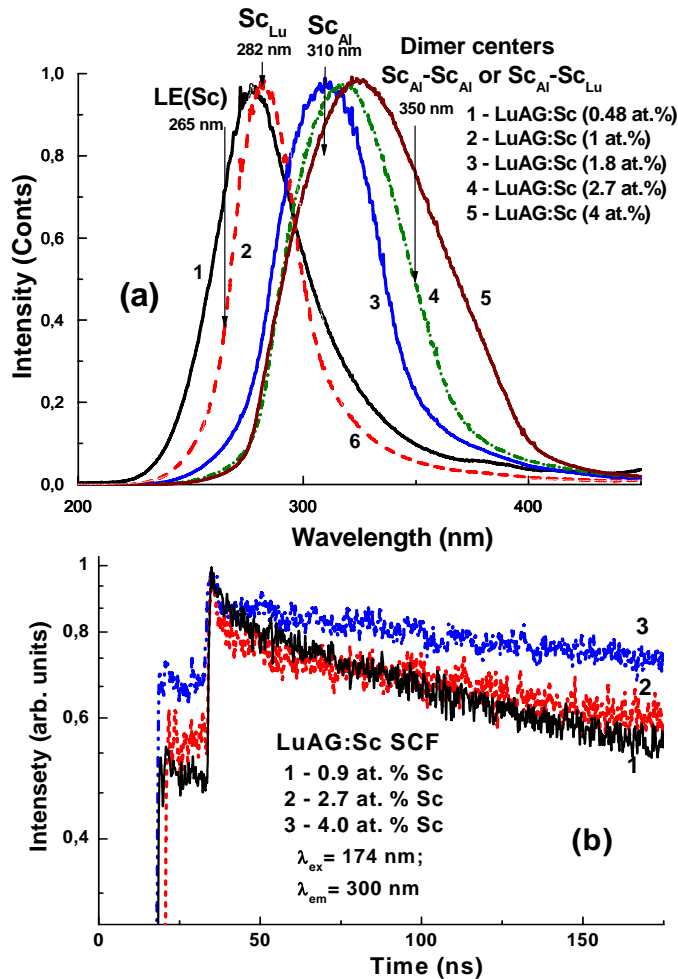 Sc_Lu
282 nm
Sc_Al
310 nm
Dimer centers
Sc_Al-Sc_Al or Sc_Al-Sc_Lu
350 nm
LE(Sc)
265 nm
1 - LuAG:Sc (0.48 at.%)
2 - LuAG:Sc (1 at.%)
3 - LuAG:Sc (1.8 at.%)
4 - LuAG:Sc (2.7 at.%)
5 - LuAG:Sc (4 at.%)
1,0
0,8
0,6
0,4
0,2
0,0
Intensity (Conts)
(a)
1
2
3
4
5
6
200
300
400
Wavelength (nm)
1
0,8
0,6
0,4
Intensety (arb. units)
3
2
1
LuAG:Sc SCF
1 - 0.9 at. % Sc
2 - 2.7 at. % Sc
3 - 4.0 at. % Sc
λ_ex= 174 nm;
λ_em= 300 nm
(b)
0
50
100
150
Time (ns)